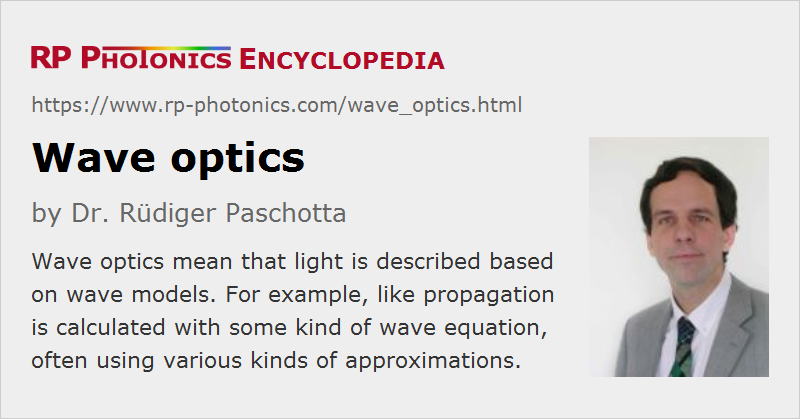 RP PHOTONICS ENCYCLOPEDIA
https://www.rp-photonics.com/wave_optics.html
Wave optics
by Dr. Rüdiger Paschotta
Wave optics mean that light is described based
on wave models. For example, like propagation
is calculated with some kind of wave equation,
often using various kinds of approximations.